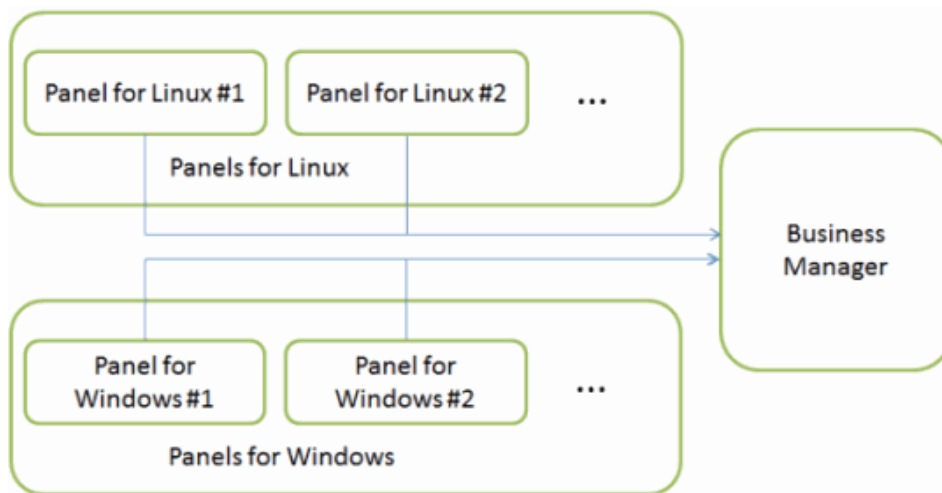 Panel for Linux #1
Panel for Linux #2
...
Panels for Linux
Business
Manager
Panel for
Windows #1
Panel for
Windows #2
...
Panels for Windows